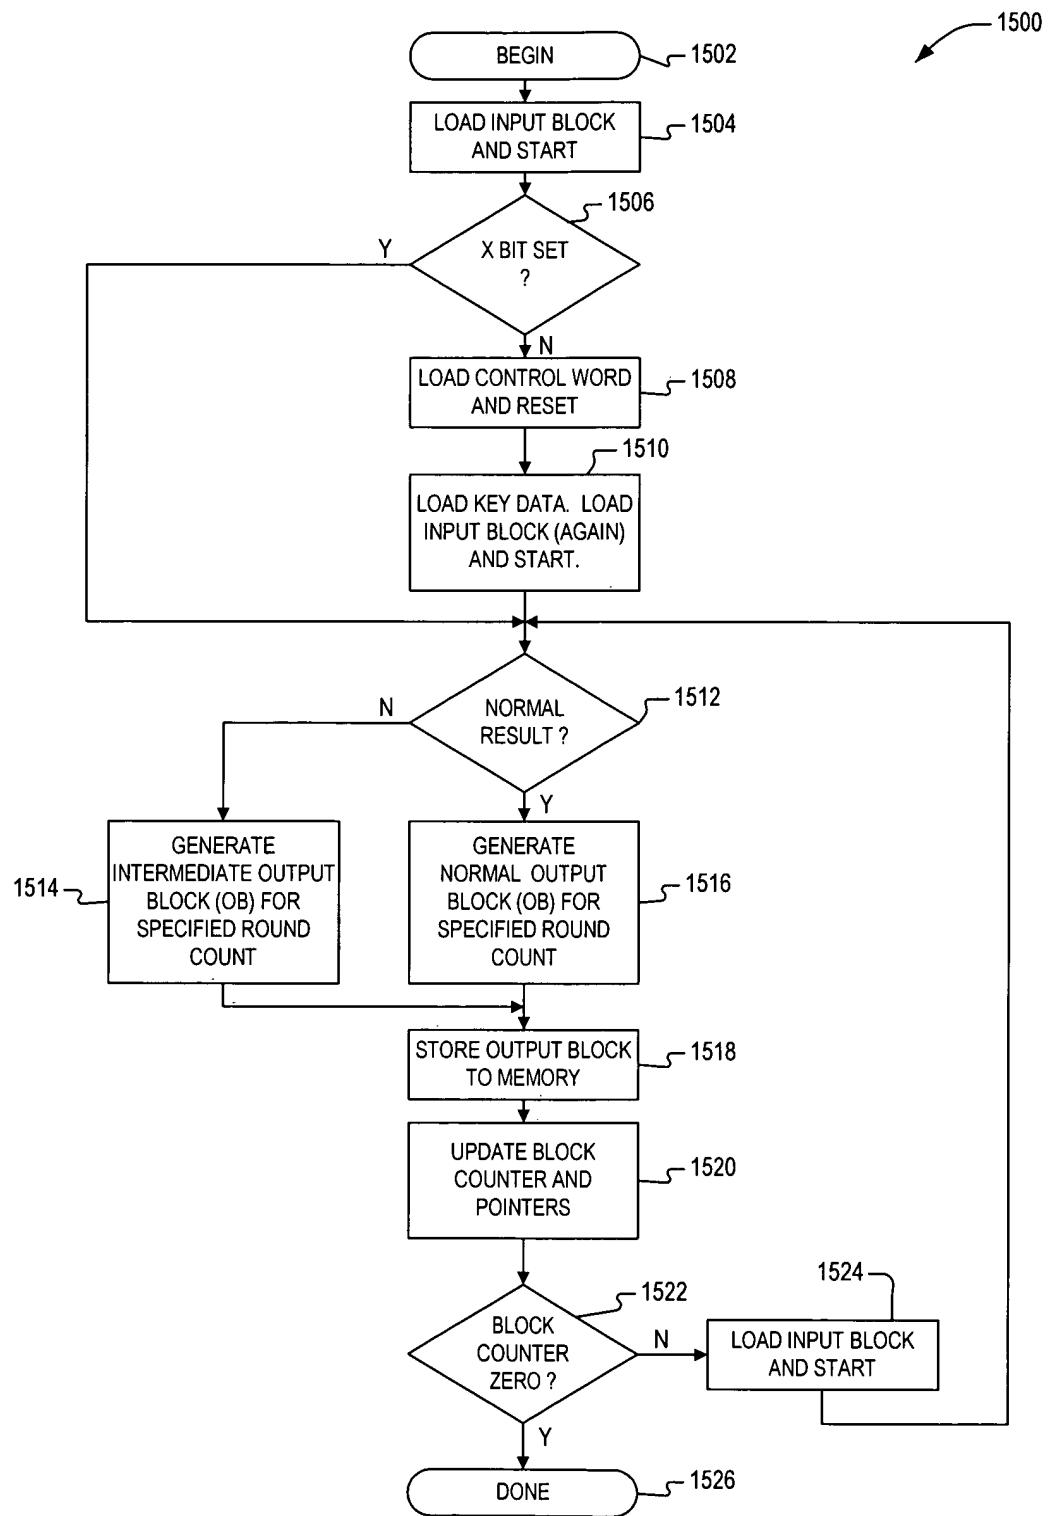 1500
BEGIN
1502
LOAD INPUT BLOCK
AND START
1504
1506
X BIT SET
?
Y
N
LOAD CONTROL WORD
AND RESET
1508
1510
LOAD KEY DATA. LOAD
INPUT BLOCK (AGAIN)
AND START.
NORMAL
RESULT ?
1512
N
Y
GENERATE
INTERMEDIATE OUTPUT
BLOCK (OB) FOR
SPECIFIED ROUND
COUNT
1514
GENERATE
NORMAL OUTPUT
BLOCK (OB) FOR
SPECIFIED ROUND
COUNT
1516
STORE OUTPUT BLOCK
TO MEMORY
1518
UPDATE BLOCK
COUNTER AND
POINTERS
1520
1522
BLOCK
COUNTER
ZERO ?
N
1524
LOAD INPUT BLOCK
AND START
Y
DONE
1526